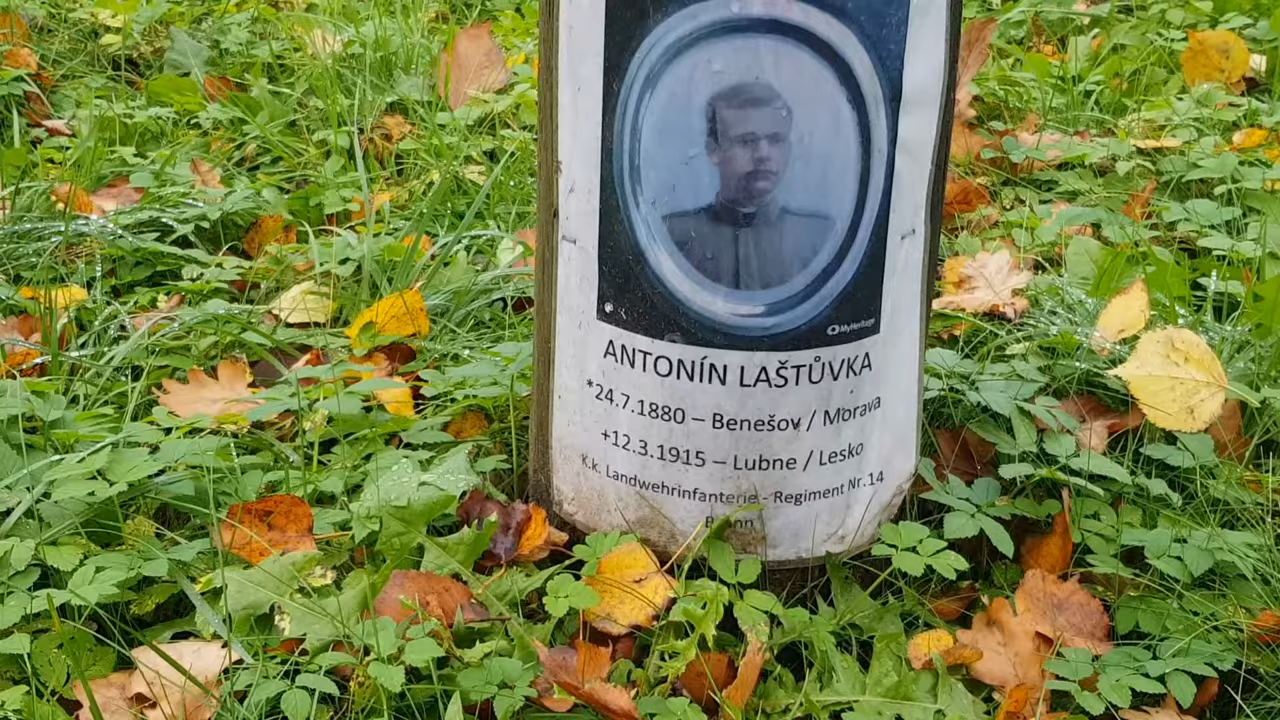 MyHeritage
ANTONÍN LAŠTŮVKA
*24.7.1880 – Benešov / Morava
+12.3.1915 – Lubne / Lesko
K.k. Landwehrinfanterie - Regiment Nr.14